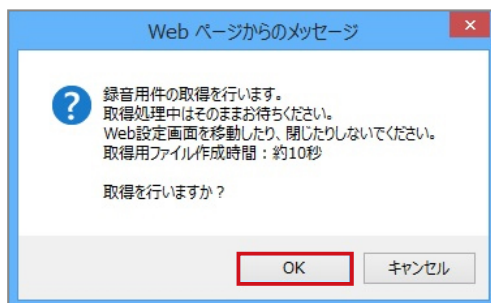 Web ページからのメッセージ
録音用件の取得を行います。
取得処理中はそのままお待ちください。
Web設定画面を移動したり、閉じたりしないでください。
取得用ファイル作成時間：約10秒
取得を行いますか？
OK
キャンセル